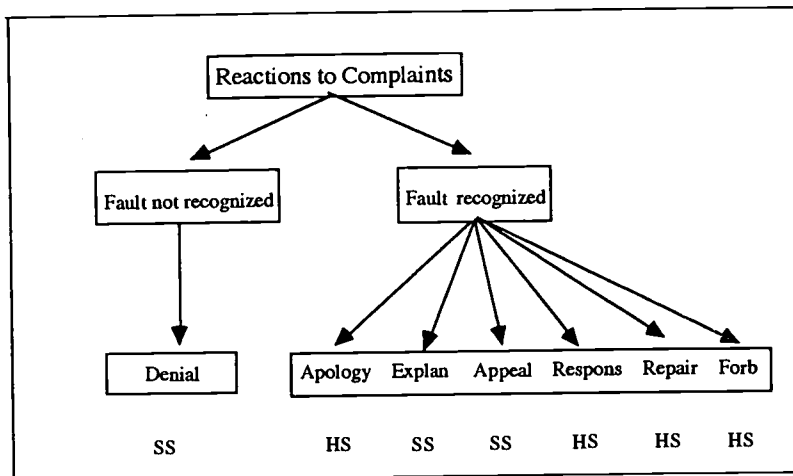 Reactions to Complaints
Fault not recognized
Fault recognized
Denial
Apology Explan Appeal Respons Repair Forb
SS HS SS SS HS HS HS